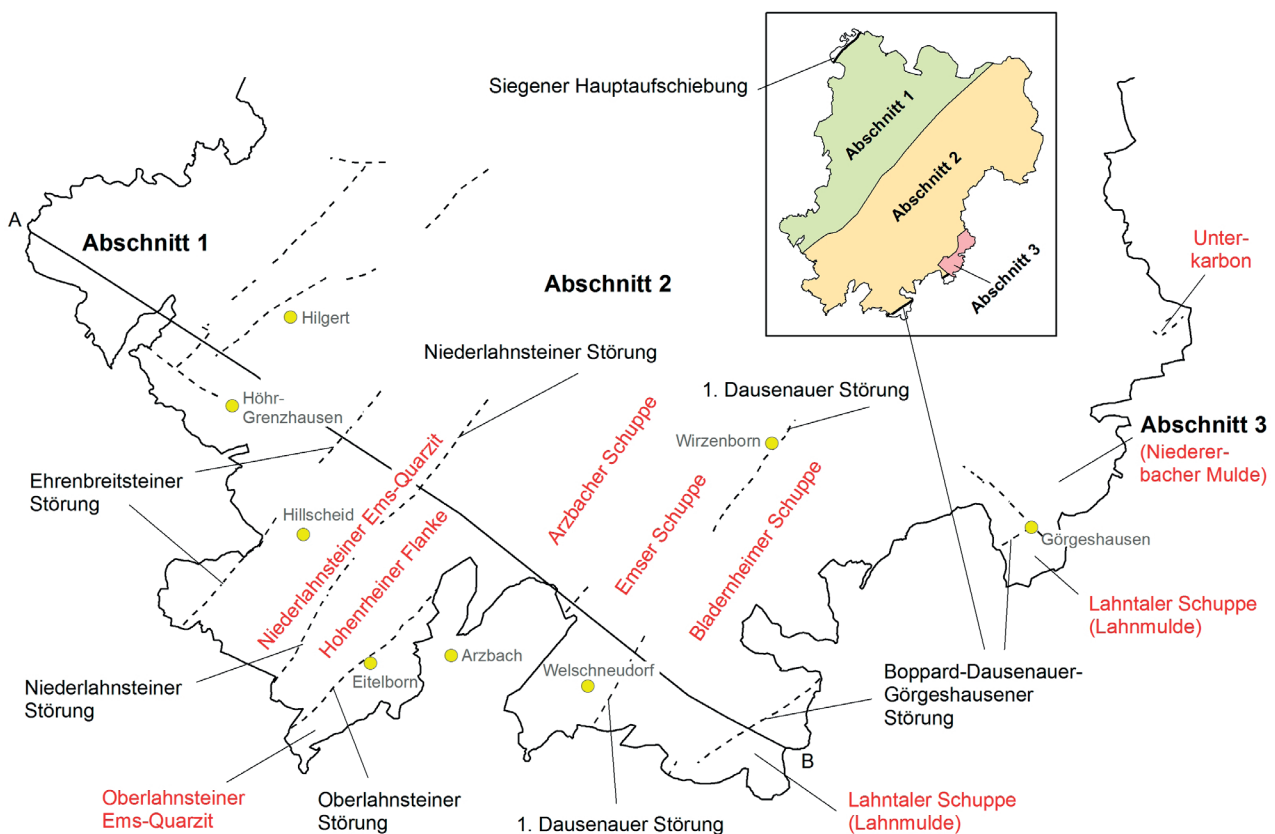 Siegener Hauptaufschiebung
Abschnitt 1
Abschnitt 2
Abschnitt 3
A
Abschnitt 1
Abschnitt 2
Unter-
karbon
Hilgert
Niederlahnsteiner Störung
Höhr-
Grenzhausen
1. Dausenauer Störung
Wirzenborn
Abschnitt 3
(Niederer-
bacher Mulde)
Ehrenbreitsteiner
Störung
Hillscheid
Niederlahnsteiner Ems-Quarzit
Hohenrheiner Flanke
Arzbacher Schuppe
Emser Schuppe
Bladernheimer Schuppe
Görgeshausen
Lahntaler Schuppe
(Lahnmulde)
Arzbach
Eitelborn
Welschneudorf
Niederlahnsteiner
Störung
Boppard-Dausenauer-
Görgeshausener
Störung
B
Oberlahnsteiner
Ems-Quarzit
Oberlahnsteiner
Störung
1. Dausenauer Störung
Lahntaler Schuppe
(Lahnmulde)